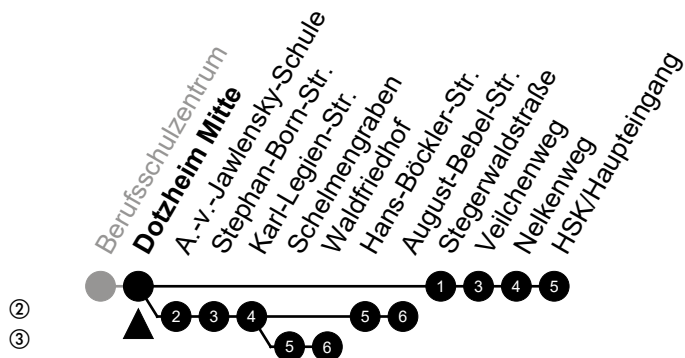 Berufsschulzentrum
Dotzheim Mitte
A.-v.-Jawlensky-Schule
Stephan-Born-Str.
Karl-Legien-Str.
Schelmengraben
Waldfriedhof
Hans-Böckler-Str.
August-Bebel-Str.
Stegerwaldstraße
Veilchenweg
Nelkenweg
HSK/Haupteingang
1 3 4 5
② 2 3 4 5 6
③ 5 6